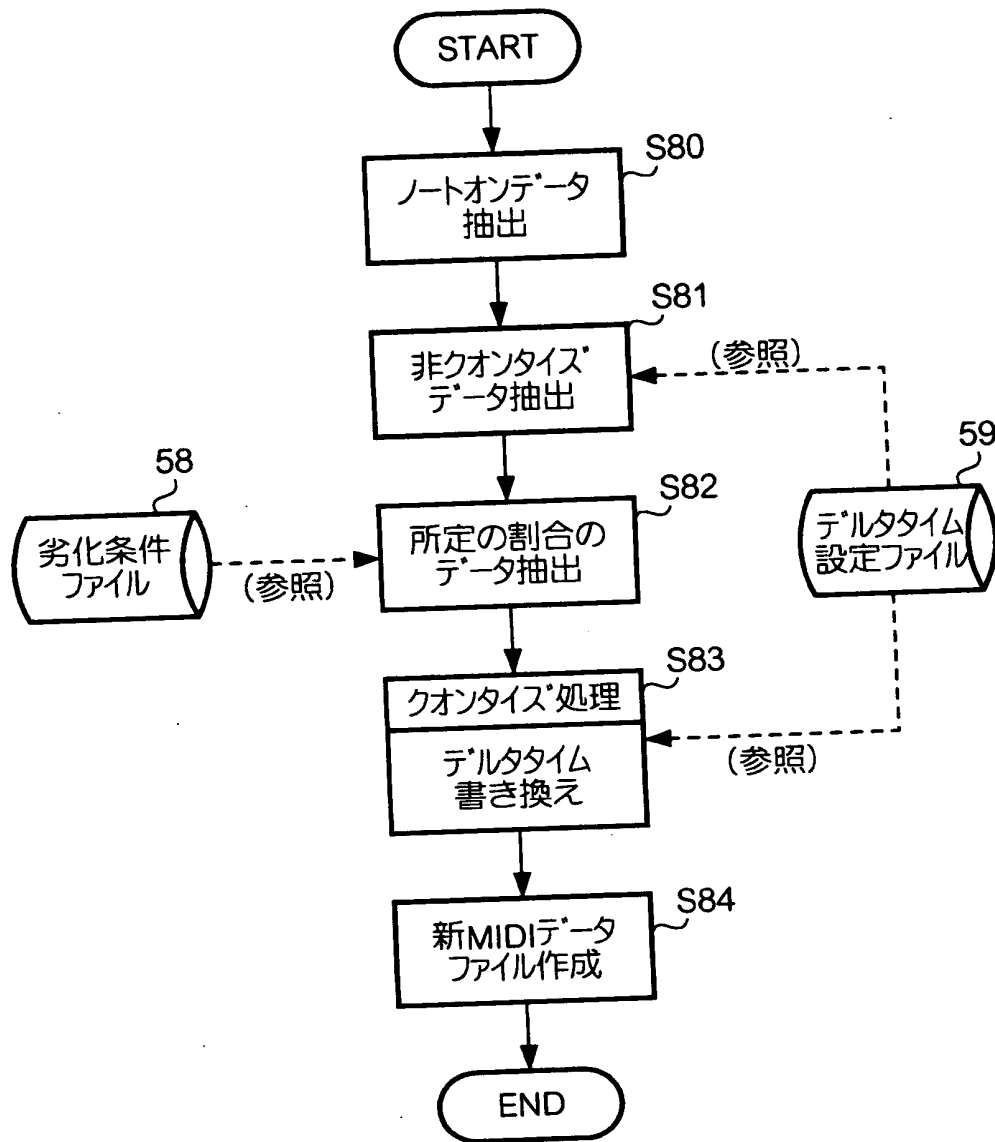 START
S80
ノートオンデータ
抽出
S81
非クオンタイズ
データ抽出
(参照)
58
劣化条件
ファイル
(参照)
S82
所定の割合の
データ抽出
59
デルタタイム
設定ファイル
S83
クオンタイズ処理
デルタタイム
書き換え
(参照)
S84
新MIDIデータ
ファイル作成
END